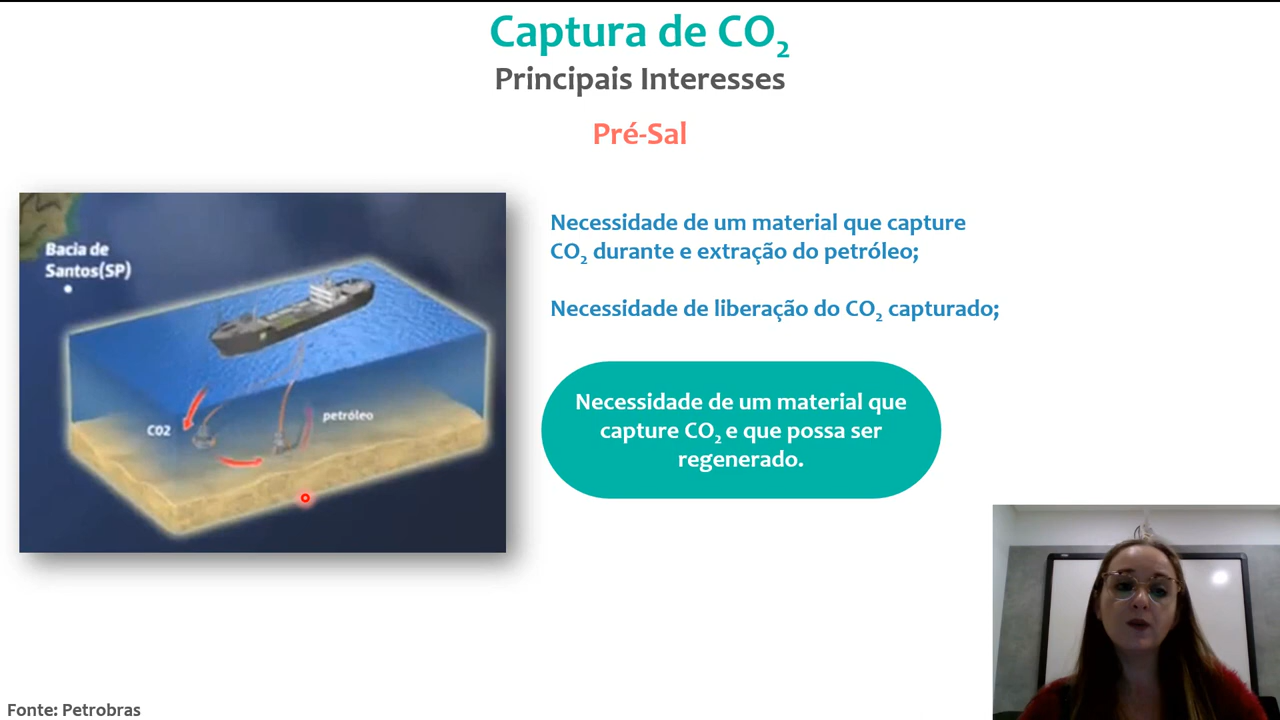 Captura de CO₂
Principais Interesses
Pré-Sal
Bacia de
Santos(SP)
CO2
petróleo
Necessidade de um material que capture
CO₂ durante e extração do petróleo;
Necessidade de liberação do CO₂ capturado;
Necessidade de um material que
capture CO₂ e que possa ser
regenerado.
Fonte: Petrobras